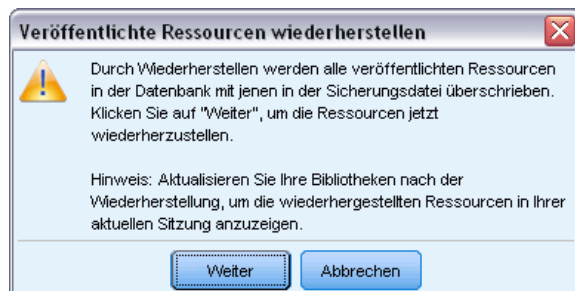 Veröffentlichte Ressourcen wiederherstellen
Durch Wiederherstellen werden alle veröffentlichten Ressourcen
in der Datenbank mit jenen in der Sicherungsdatei überschrieben.
Klicken Sie auf "Weiter", um die Ressourcen jetzt
wiederherzustellen.
Hinweis: Aktualisieren Sie Ihre Bibliotheken nach der
Wiederherstellung, um die wiederhergestellten Ressourcen in Ihrer
aktuellen Sitzung anzuzeigen.
Weiter
Abbrechen